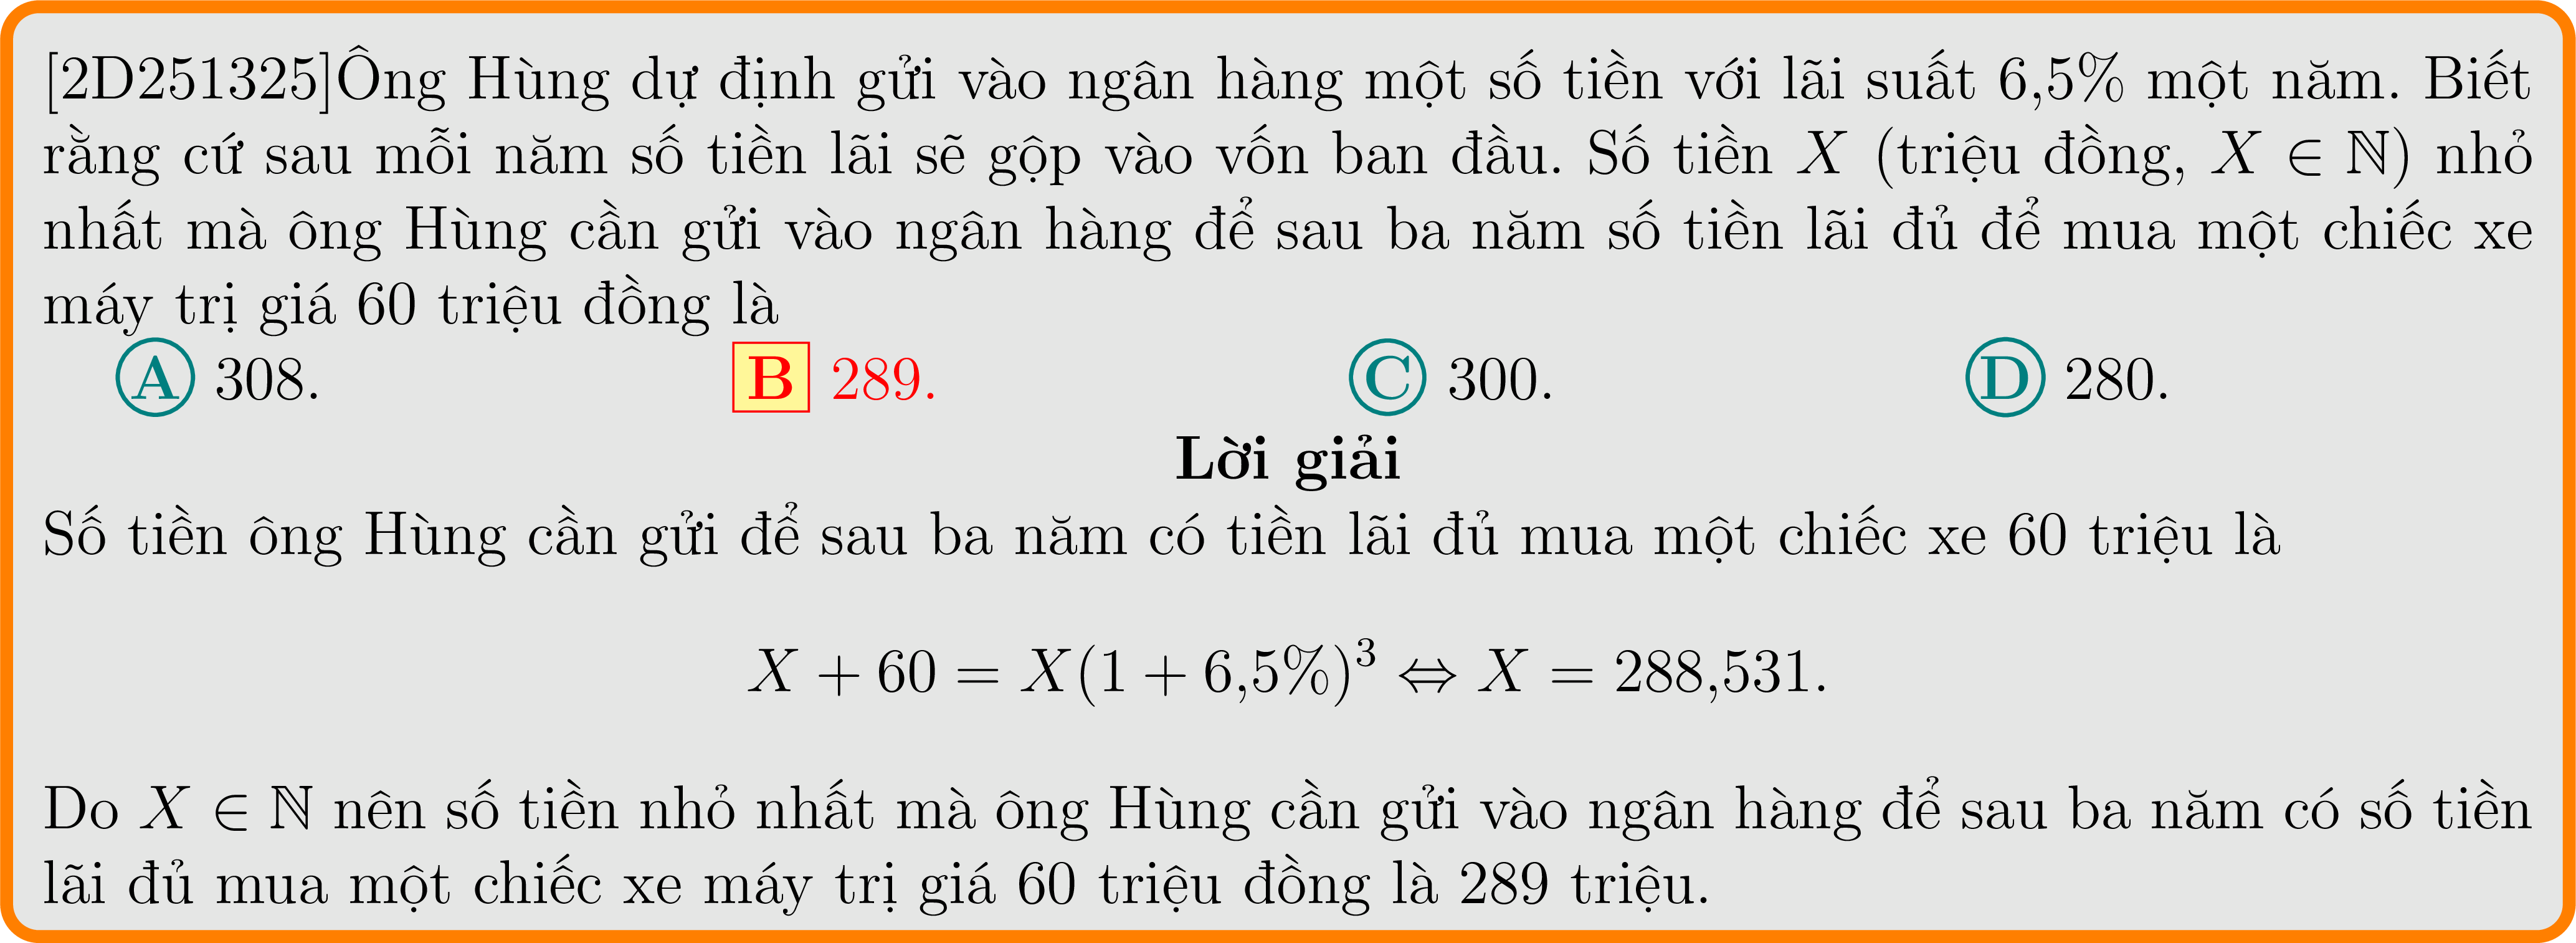 [2D251325]Ông Hùng dự định gửi vào ngân hàng một số tiền với lãi suất 6,5% một năm. Biết
rằng cứ sau mỗi năm số tiền lãi sẽ gộp vào vốn ban đầu. Số tiền X (triệu đồng, X ∈ ℕ) nhỏ
nhất mà ông Hùng cần gửi vào ngân hàng để sau ba năm số tiền lãi đủ để mua một chiếc xe
máy trị giá 60 triệu đồng là
A 308. B 289. C 300. D 280.
Lời giải
Số tiền ông Hùng cần gửi để sau ba năm có tiền lãi đủ mua một chiếc xe 60 triệu là
X + 60 = X(1 + 6,5%)³ ⇔ X = 288,531.
Do X ∈ ℕ nên số tiền nhỏ nhất mà ông Hùng cần gửi vào ngân hàng để sau ba năm có số tiền
lãi đủ mua một chiếc xe máy trị giá 60 triệu đồng là 289 triệu.